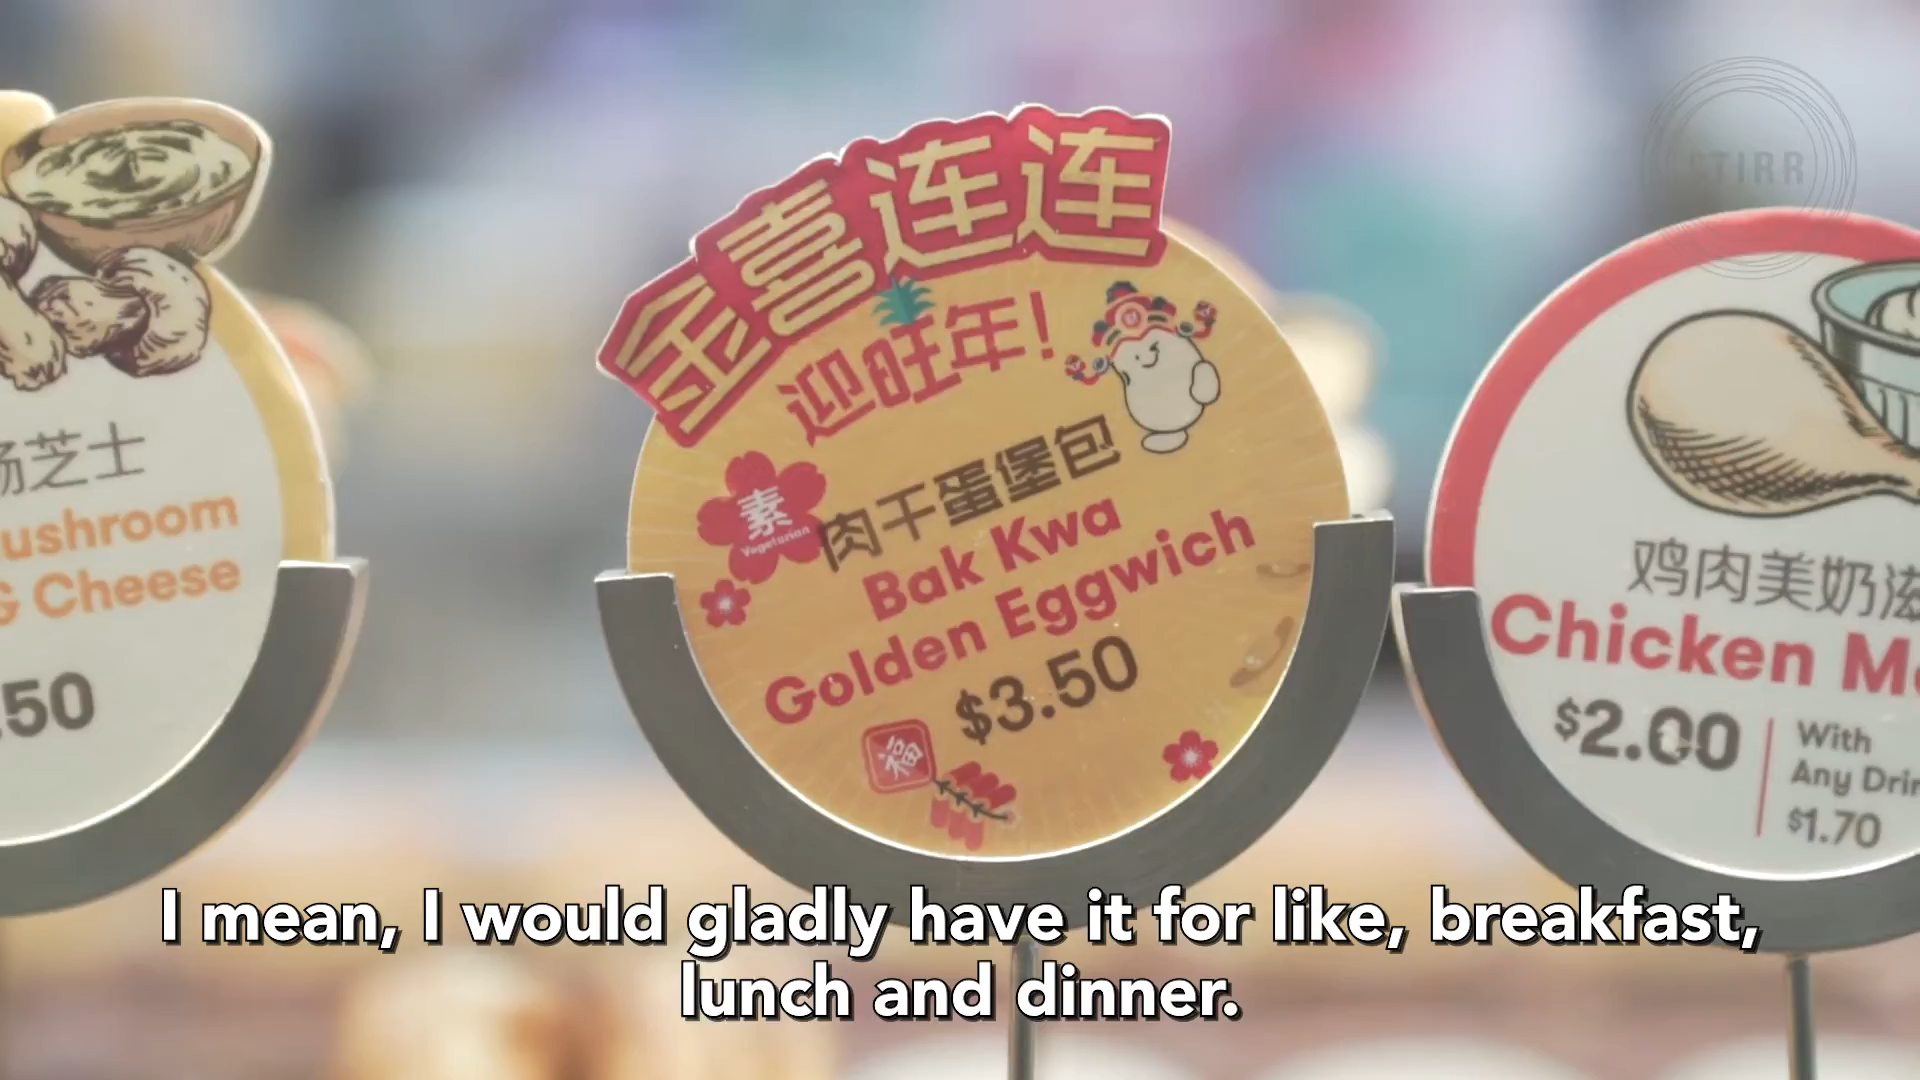 STIRR
金喜连连
迎旺年!
肉干蛋堡包
素
Vegetarian
Bak Kwa
Golden Eggwich
$3.50
福
芝士
ushroom
& Cheese
.50
鸡肉美奶滋
Chicken M
$2.00
With
Any Drin
$1.70
I mean, I would gladly have it for like, breakfast,
lunch and dinner.